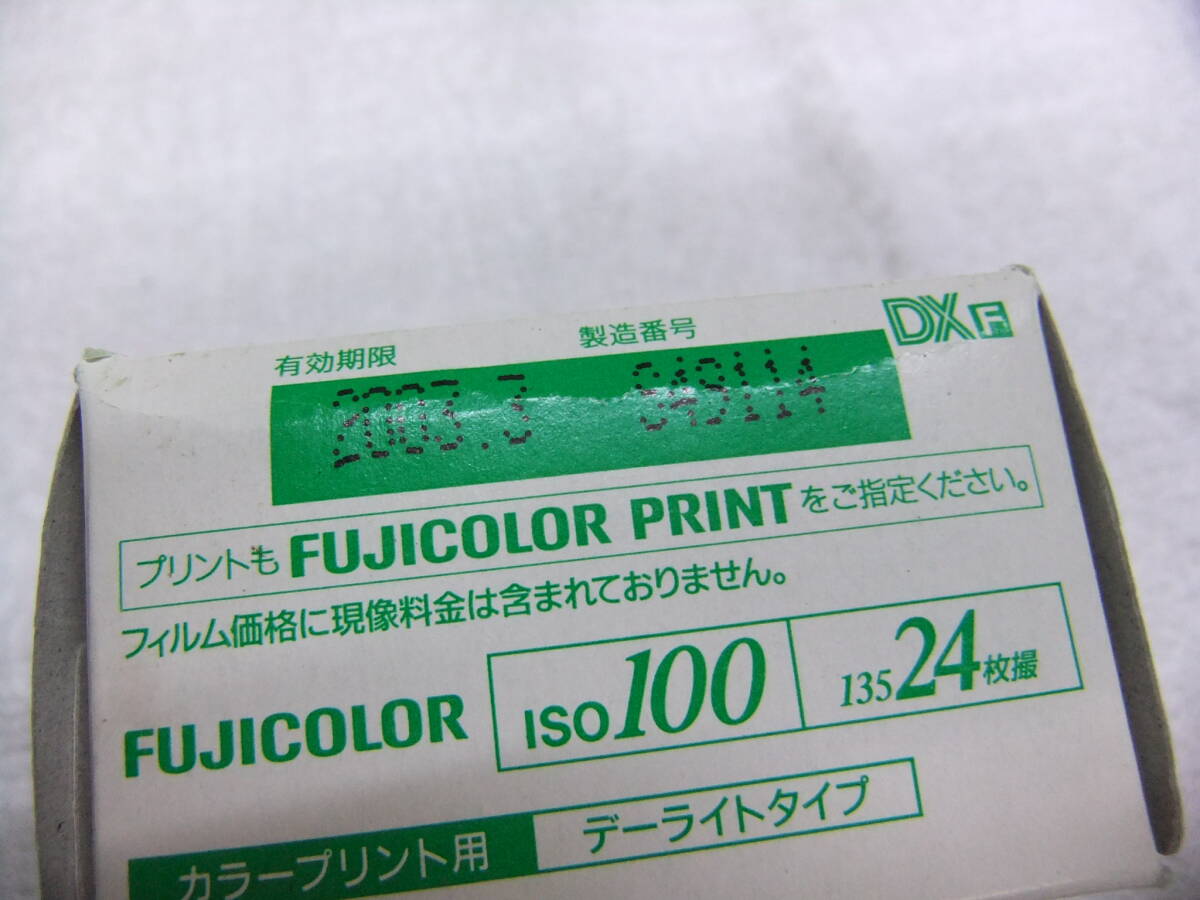 有効期限 製造番号 DX F
2003.3 849114
プリントも FUJICOLOR PRINT をご指定ください。
フィルム価格に現像料金は含まれておりません。
FUJICOLOR ISO 100 135 24枚撮
カラープリント用 デーライトタイプ